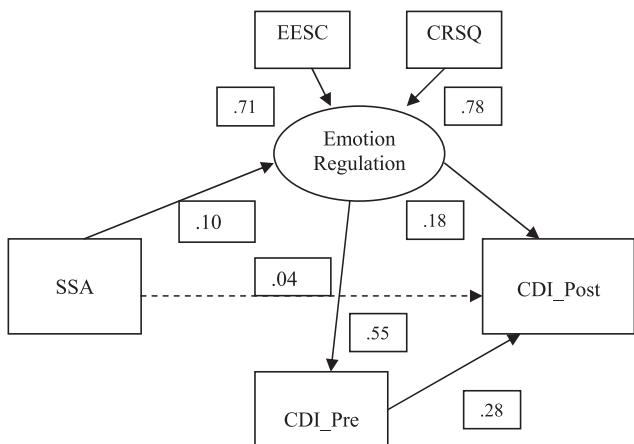 EESC
CRSQ
.71
.78
Emotion
Regulation
.10
.18
SSA
.04
CDI_Post
.55
CDI_Pre
.28